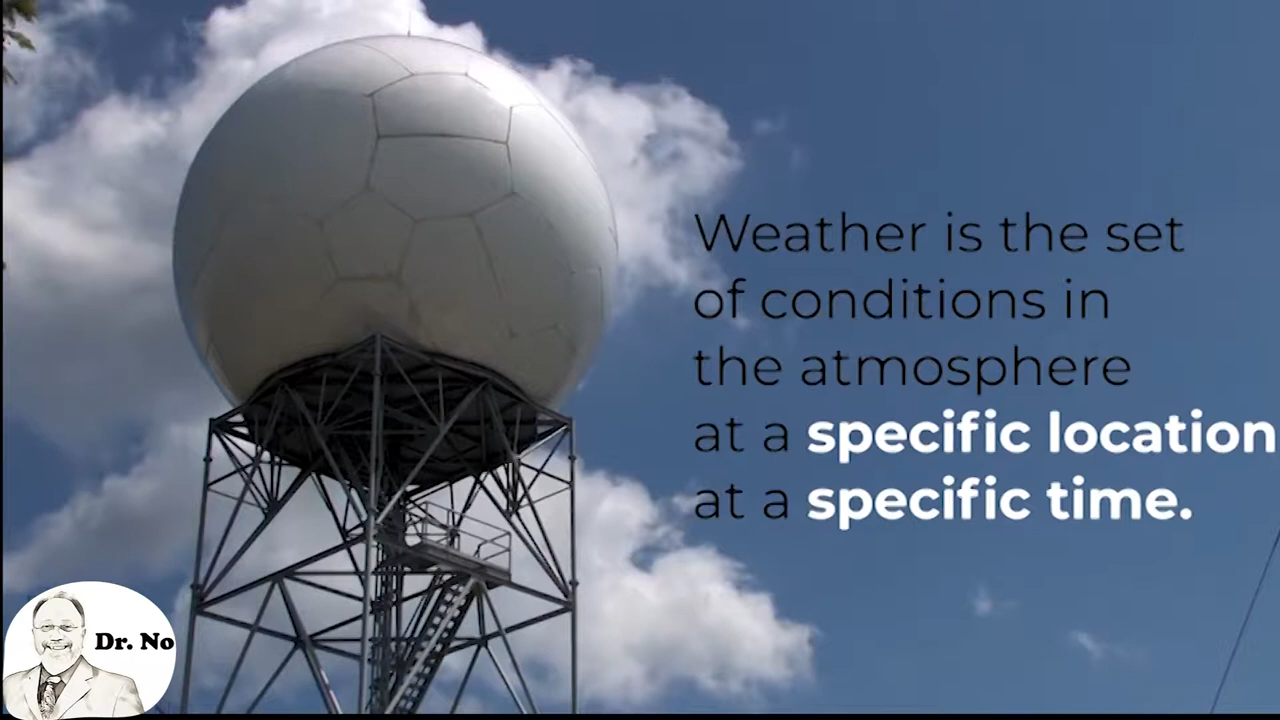 Weather is the set
of conditions in
the atmosphere
at a specific location
at a specific time.
Dr. No